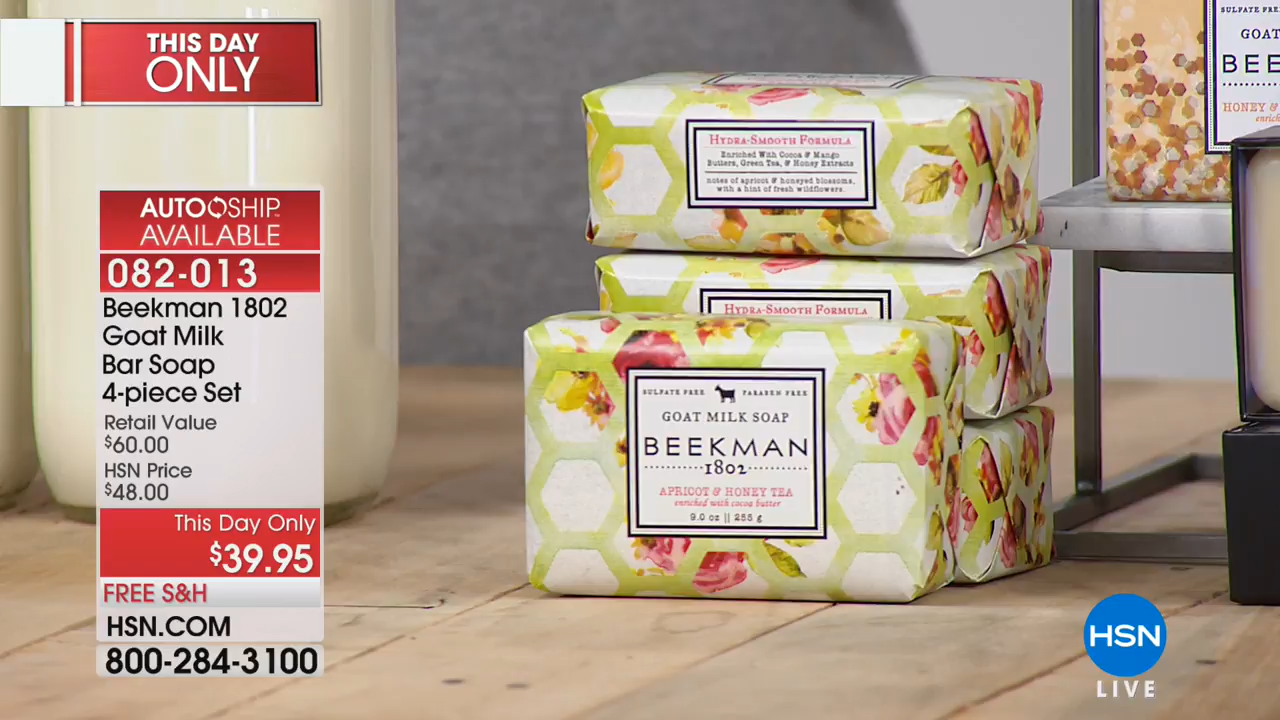 THIS DAY
ONLY
AUTOSHIP
AVAILABLE
082-013
Beekman 1802
Goat Milk
Bar Soap
4-piece Set
Retail Value
$60.00
HSN Price
$48.00
This Day Only
$39.95
FREE S&H
HSN.COM
800-284-3100
HYDRA-SMOOTH FORMULA
Enriched With Cocoa & Mango
Butters, Green Tea, & Honey Extracts
notes of apricot & honeyed blossoms,
with a hint of fresh wildflowers.
HYDRA-SMOOTH FORMULA
SULFATE FREE PARABEN FREE
GOAT MILK SOAP
BEEKMAN
1802
APRICOT & HONEY TEA
enriched with cocoa butter
9.0 oz || 255 g
SULFATE FRE
GOAT
BEE
HONEY &
enrich
HSN
LIVE